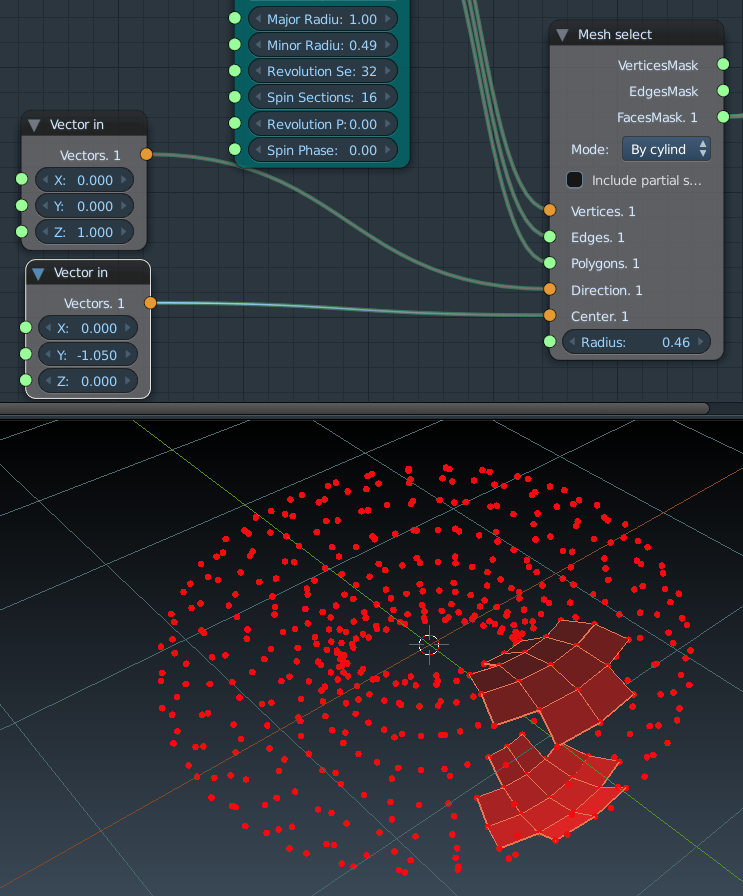 Major Radiu: 1.00
Minor Radiu: 0.49
Revolution Se: 32
Spin Sections: 16
Revolution P: 0.00
Spin Phase: 0.00
Vector in
Vectors. 1
X: 0.000
Y: 0.000
Z: 1.000
Vector in
Vectors. 1
X: 0.000
Y: -1.050
Z: 0.000
Mesh select
VerticesMask
EdgesMask
FacesMask. 1
Mode: By cylind
Include partial s...
Vertices. 1
Edges. 1
Polygons. 1
Direction. 1
Center. 1
Radius: 0.46